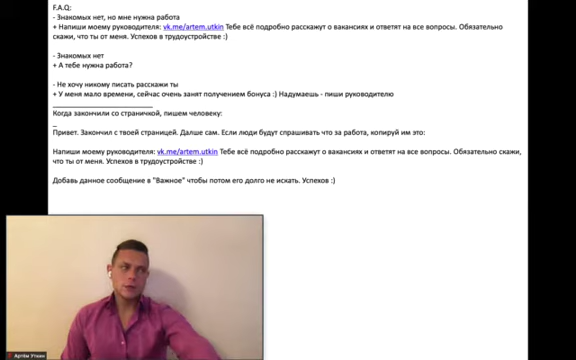 F.A.Q:
- Знакомых нет, но мне нужна работа
+ Напиши моему руководителя: vk.me/artem.utkin Тебе всё подробно расскажут о вакансиях и ответят на все вопросы. Обязательно
скажи, что ты от меня. Успехов в трудоустройстве :)
- Знакомых нет
+ А тебе нужна работа?
- Не хочу никому писать расскажи ты
+ У меня мало времени, сейчас очень занят получением бонуса :) Надумаешь - пиши руководителю
Когда закончили со страничкой, пишем человеку:
Привет. Закончил с твоей страницей. Дальше сам. Если люди будут спрашивать что за работа, копируй им это:
Напиши моему руководителя: vk.me/artem.utkin Тебе всё подробно расскажут о вакансиях и ответят на все вопросы. Обязательно скажи,
что ты от меня. Успехов в трудоустройстве :)
Добавь данное сообщение в "Важное" чтобы потом его долго не искать. Успехов :)
Артём Уткин